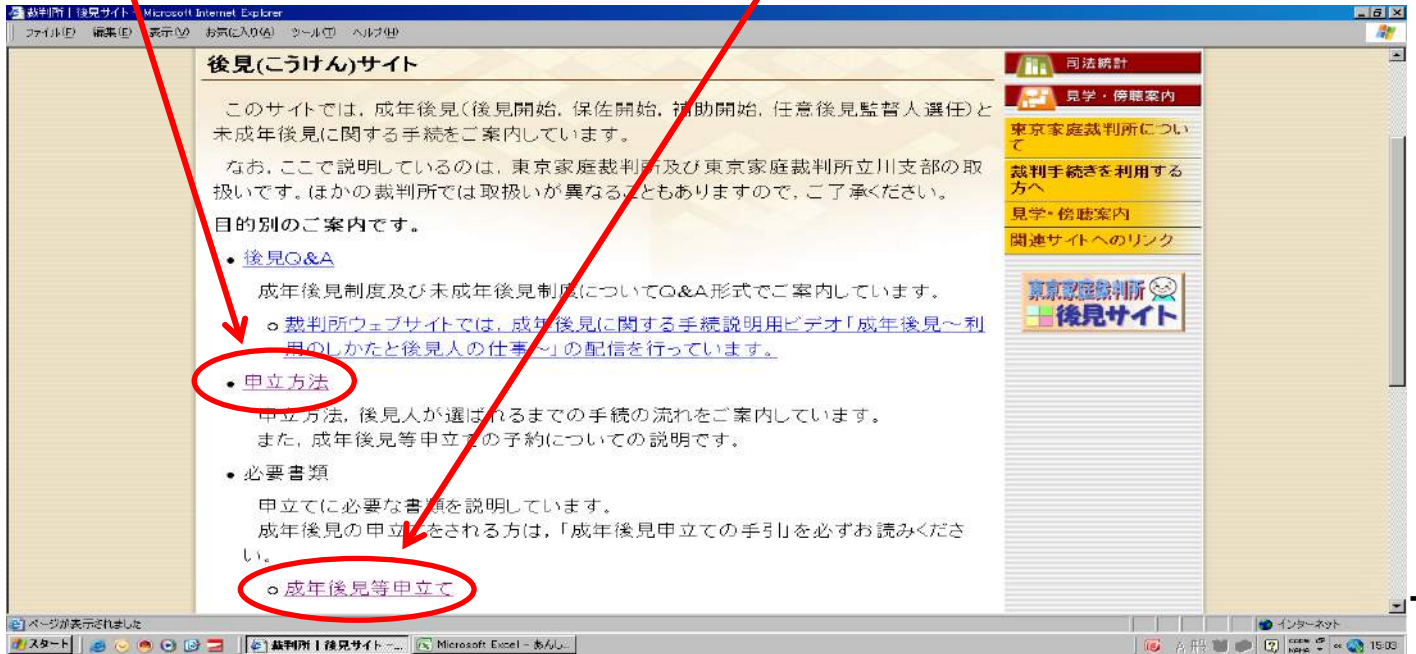 裁判所 | 後見サイト - Microsoft Internet Explorer
ファイル(F) 編集(E) 表示(V) お気に入り(A) ツール(T) ヘルプ(H)
後見(こうけん)サイト
このサイトでは，成年後見(後見開始，保佐開始，補助開始，任意後見監督人選任)と
未成年後見に関する手続をご案内しています。
なお，ここで説明しているのは，東京家庭裁判所及び東京家庭裁判所立川支部の取
扱いです。ほかの裁判所では取扱いが異なることもありますので，ご了承ください。
目的別のご案内です。
• 後見Q&A
成年後見制度及び未成年後見制度についてQ&A形式でご案内しています。
o 裁判所ウェブサイトでは，成年後見に関する手続説明用ビデオ「成年後見～利
用のしかたと後見人の仕事～」の配信を行っています。
• 申立方法
申立方法，後見人が選ばれるまでの手続の流れをご案内しています。
また，成年後見等申立ての予約についての説明です。
• 必要書類
申立てに必要な書類を説明しています。
成年後見の申立てをされる方は，「成年後見申立ての手引」を必ずお読みくださ
い。
o 成年後見等申立て
司法統計
見学・傍聴案内
東京家庭裁判所につい
て
裁判手続きを利用する
方へ
見学・傍聴案内
関連サイトへのリンク
東京家庭裁判所
後見サイト
ページが表示されました
インターネット
スタート
裁判所 | 後見サイト -...
Microsoft Excel - あんし...
15:03